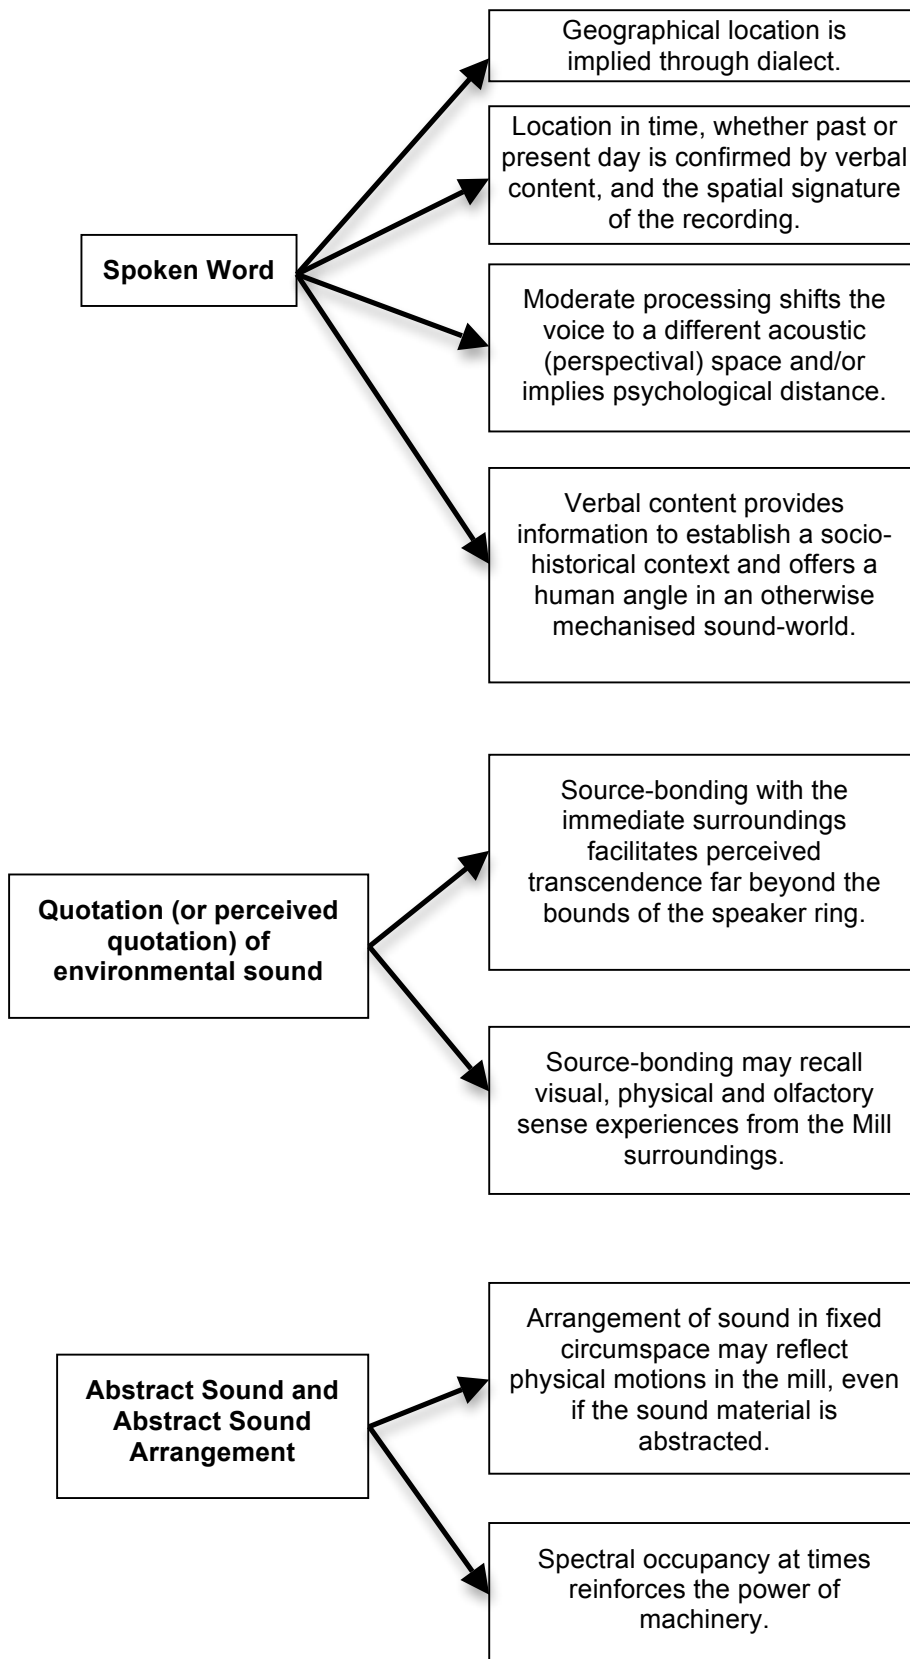 Spoken Word
Geographical location is
implied through dialect.
Location in time, whether past or
present day is confirmed by verbal
content, and the spatial signature
of the recording.
Moderate processing shifts the
voice to a different acoustic
(perspectival) space and/or
implies psychological distance.
Verbal content provides
information to establish a socio-
historical context and offers a
human angle in an otherwise
mechanised sound-world.
Quotation (or perceived
quotation) of
environmental sound
Source-bonding with the
immediate surroundings
facilitates perceived
transcendence far beyond the
bounds of the speaker ring.
Source-bonding may recall
visual, physical and olfactory
sense experiences from the Mill
surroundings.
Abstract Sound and
Abstract Sound
Arrangement
Arrangement of sound in fixed
circumspace may reflect
physical motions in the mill, even
if the sound material is
abstracted.
Spectral occupancy at times
reinforces the power of
machinery.